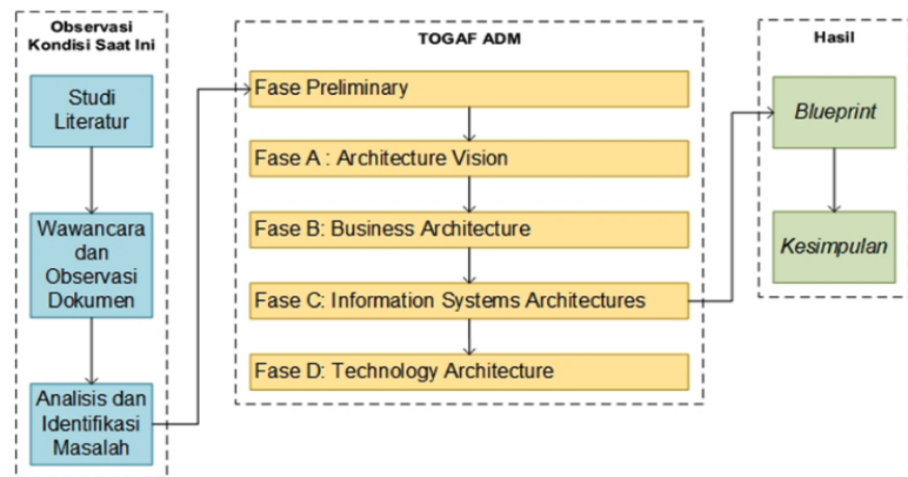 Observasi
Kondisi Saat Ini
Studi
Literatur
Wawancara
dan
Observasi
Dokumen
Analisis dan
Identifikasi
Masalah
TOGAF ADM
Fase Preliminary
Fase A : Architecture Vision
Fase B: Business Architecture
Fase C: Information Systems Architectures
Fase D: Technology Architecture
Hasil
Blueprint
Kesimpulan